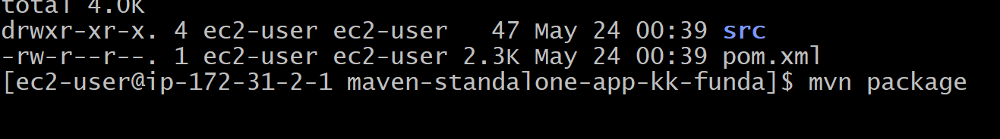 total 4.0K
drwxr-xr-x. 4 ec2-user ec2-user   47 May 24 00:39 src
-rw-r--r--. 1 ec2-user ec2-user 2.3K May 24 00:39 pom.xml
[ec2-user@ip-172-31-2-1 maven-standalone-app-kk-funda]$ mvn package